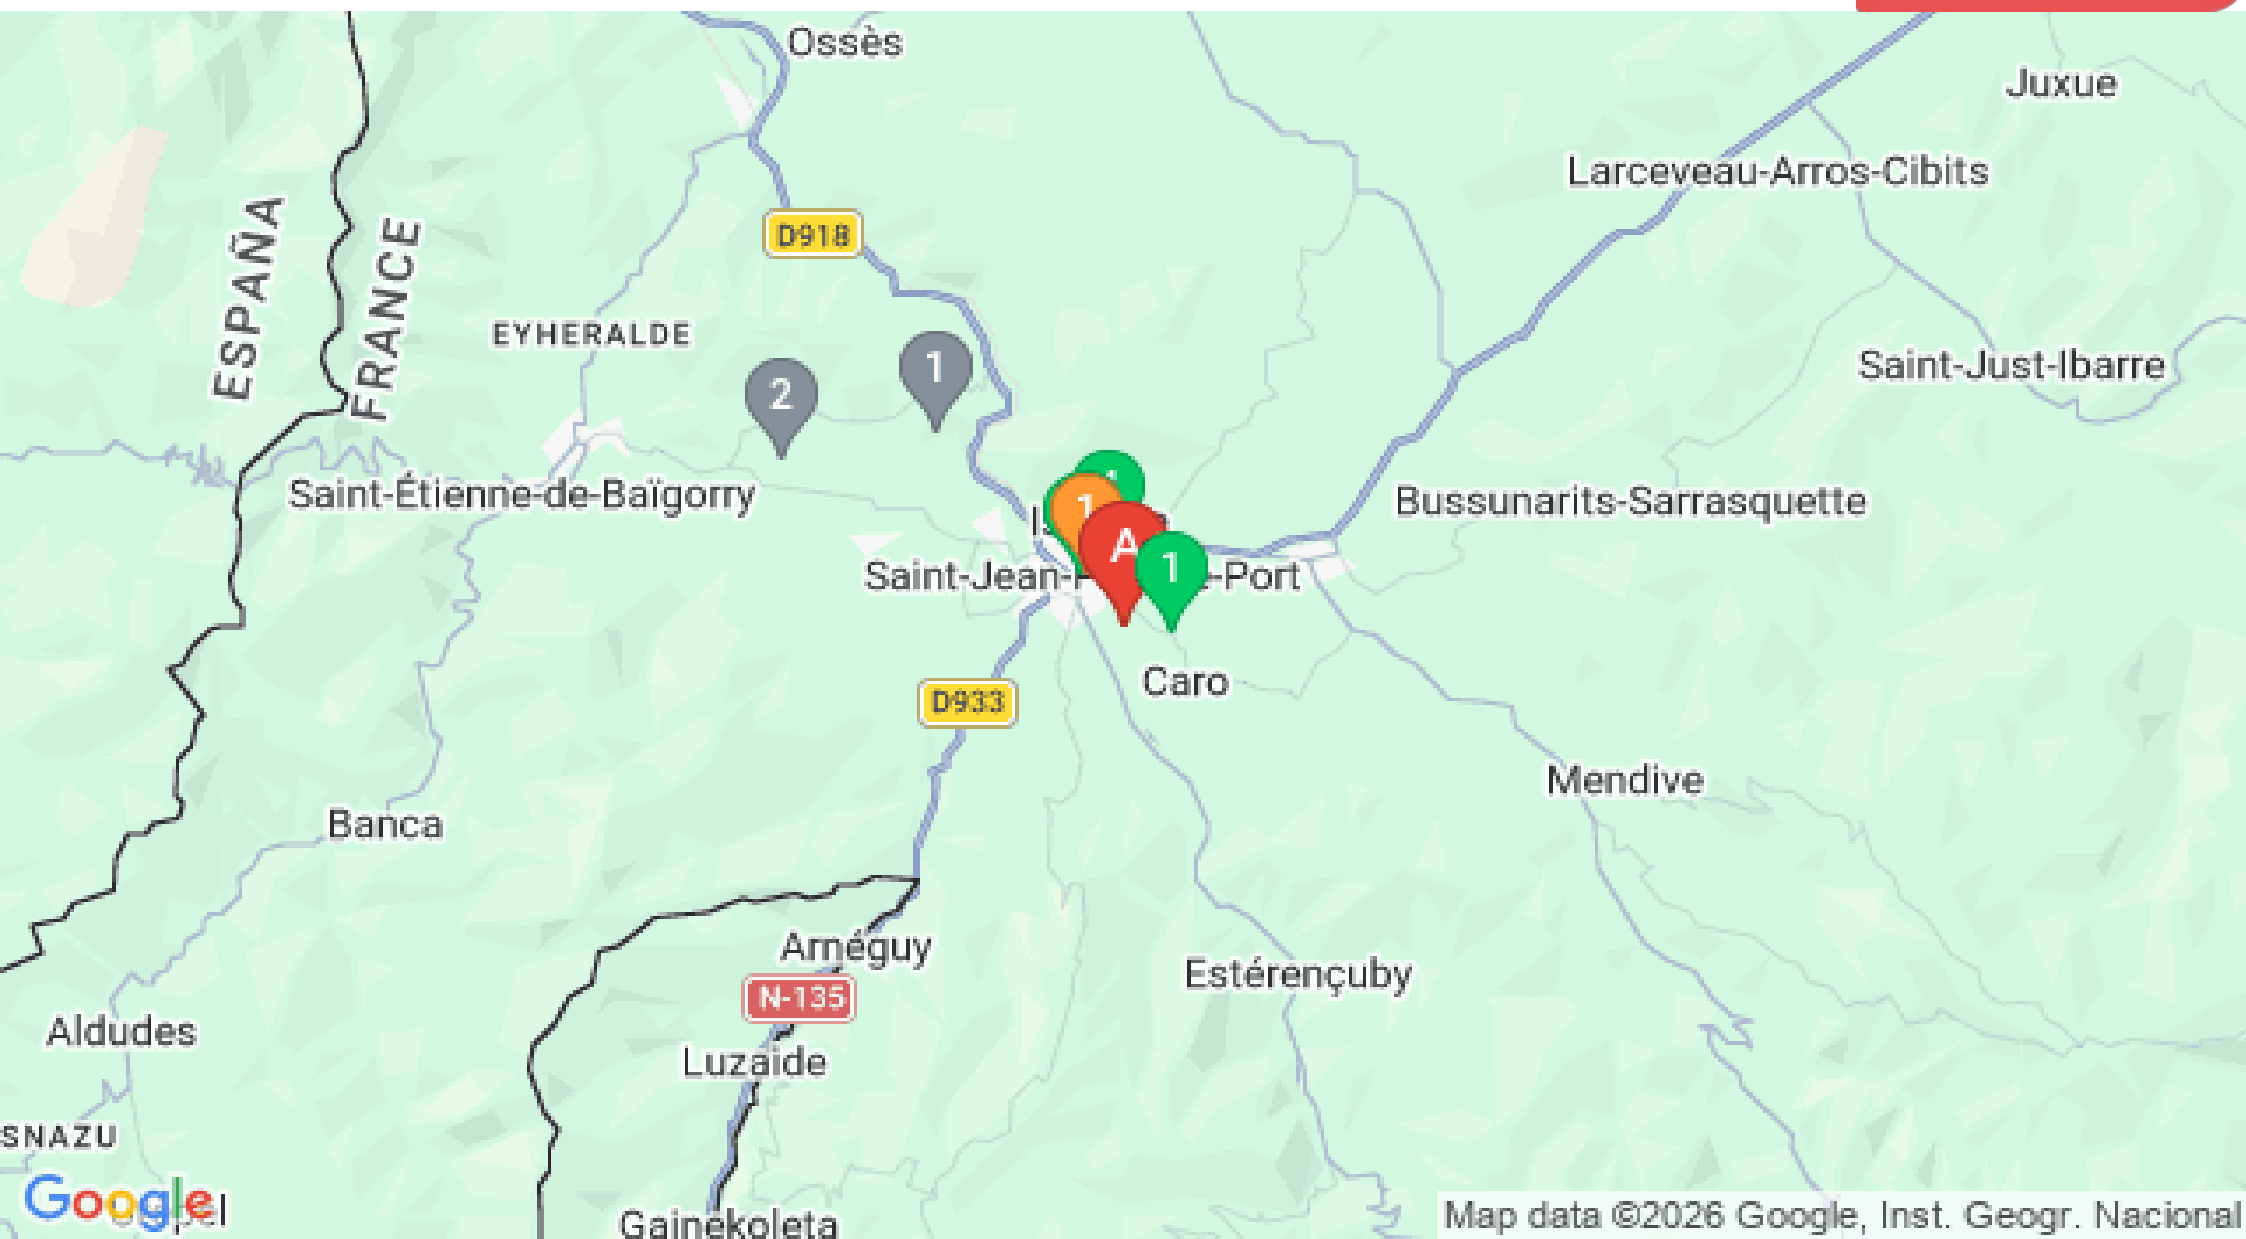 Ossès
Juxue
Larceveau-Arros-Cibits
D918
ESPAÑA
FRANCE
EYHERALDE
1
2
Saint-Just-Ibarre
Saint-Étienne-de-Baïgorry
1
Bussunarits-Sarrasquette
A
1
Saint-Jean-
e-Port
Caro
D933
Mendive
Banca
Arnéguy
Estérençuby
N-135
Aldudes
Luzaide
SNAZU
Google
Gainekoleta
Map data ©2026 Google, Inst. Geogr. Nacional